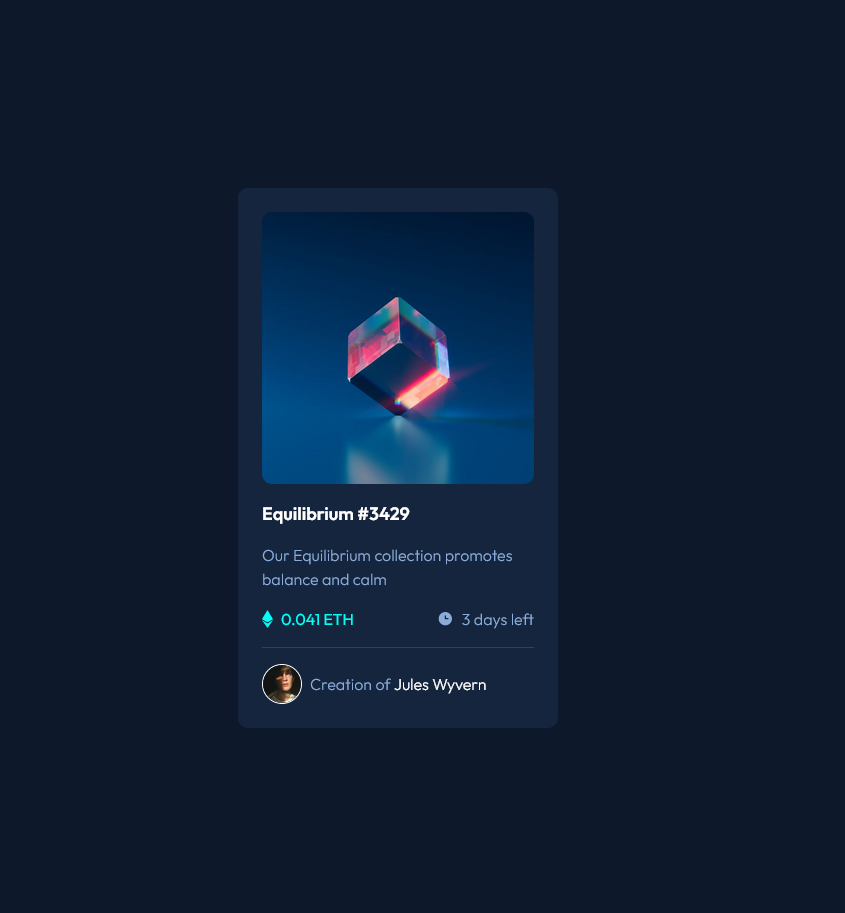 Equilibrium #3429
Our Equilibrium collection promotes
balance and calm
0.041 ETH
3 days left
Creation of Jules Wyvern